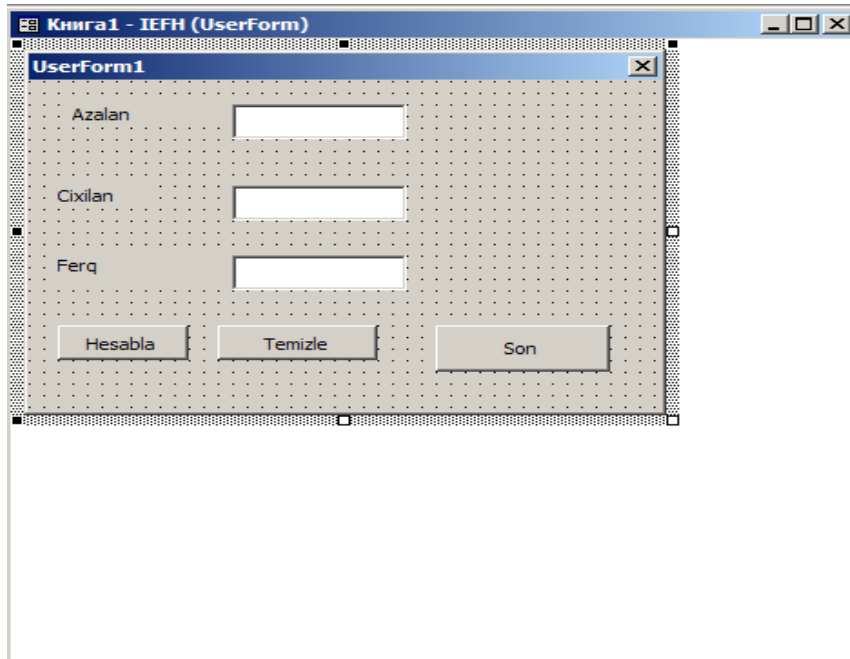 Книга1 - IEFH (UserForm)
UserForm1
Azalan
Cixilan
Ferq
Hesabla Temizle Son